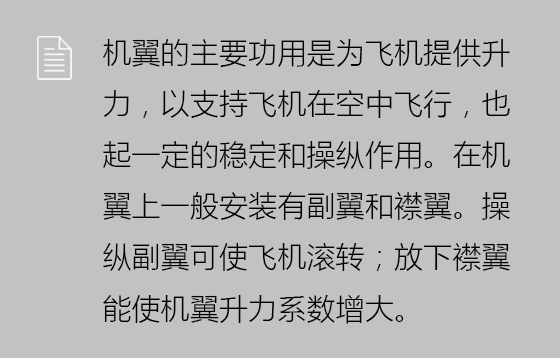 机翼的主要功用是为飞机提供升
力，以支持飞机在空中飞行，也
起一定的稳定和操纵作用。在机
翼上一般安装有副翼和襟翼。操
纵副翼可使飞机滚转；放下襟翼
能使机翼升力系数增大。